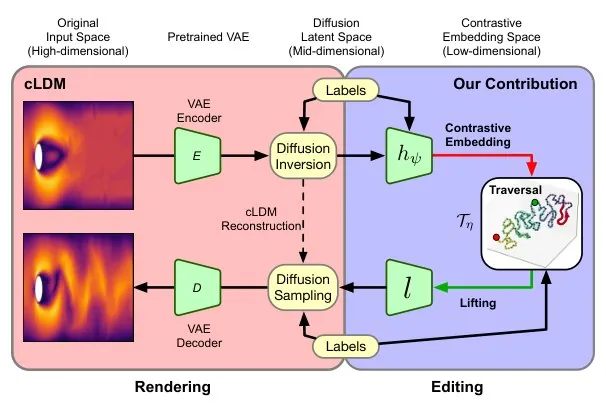 Original
Input Space
(High-dimensional)
Pretrained VAE
Diffusion
Latent Space
(Mid-dimensional)
Contrastive
Embedding Space
(Low-dimensional)
cLDM
Our Contribution
Labels
VAE
Encoder
E
Diffusion
Inversion
hψ
Contrastive
Embedding
Traversal
𝒯η
cLDM
Reconstruction
D
VAE
Decoder
Diffusion
Sampling
l
Lifting
Labels
Rendering
Editing